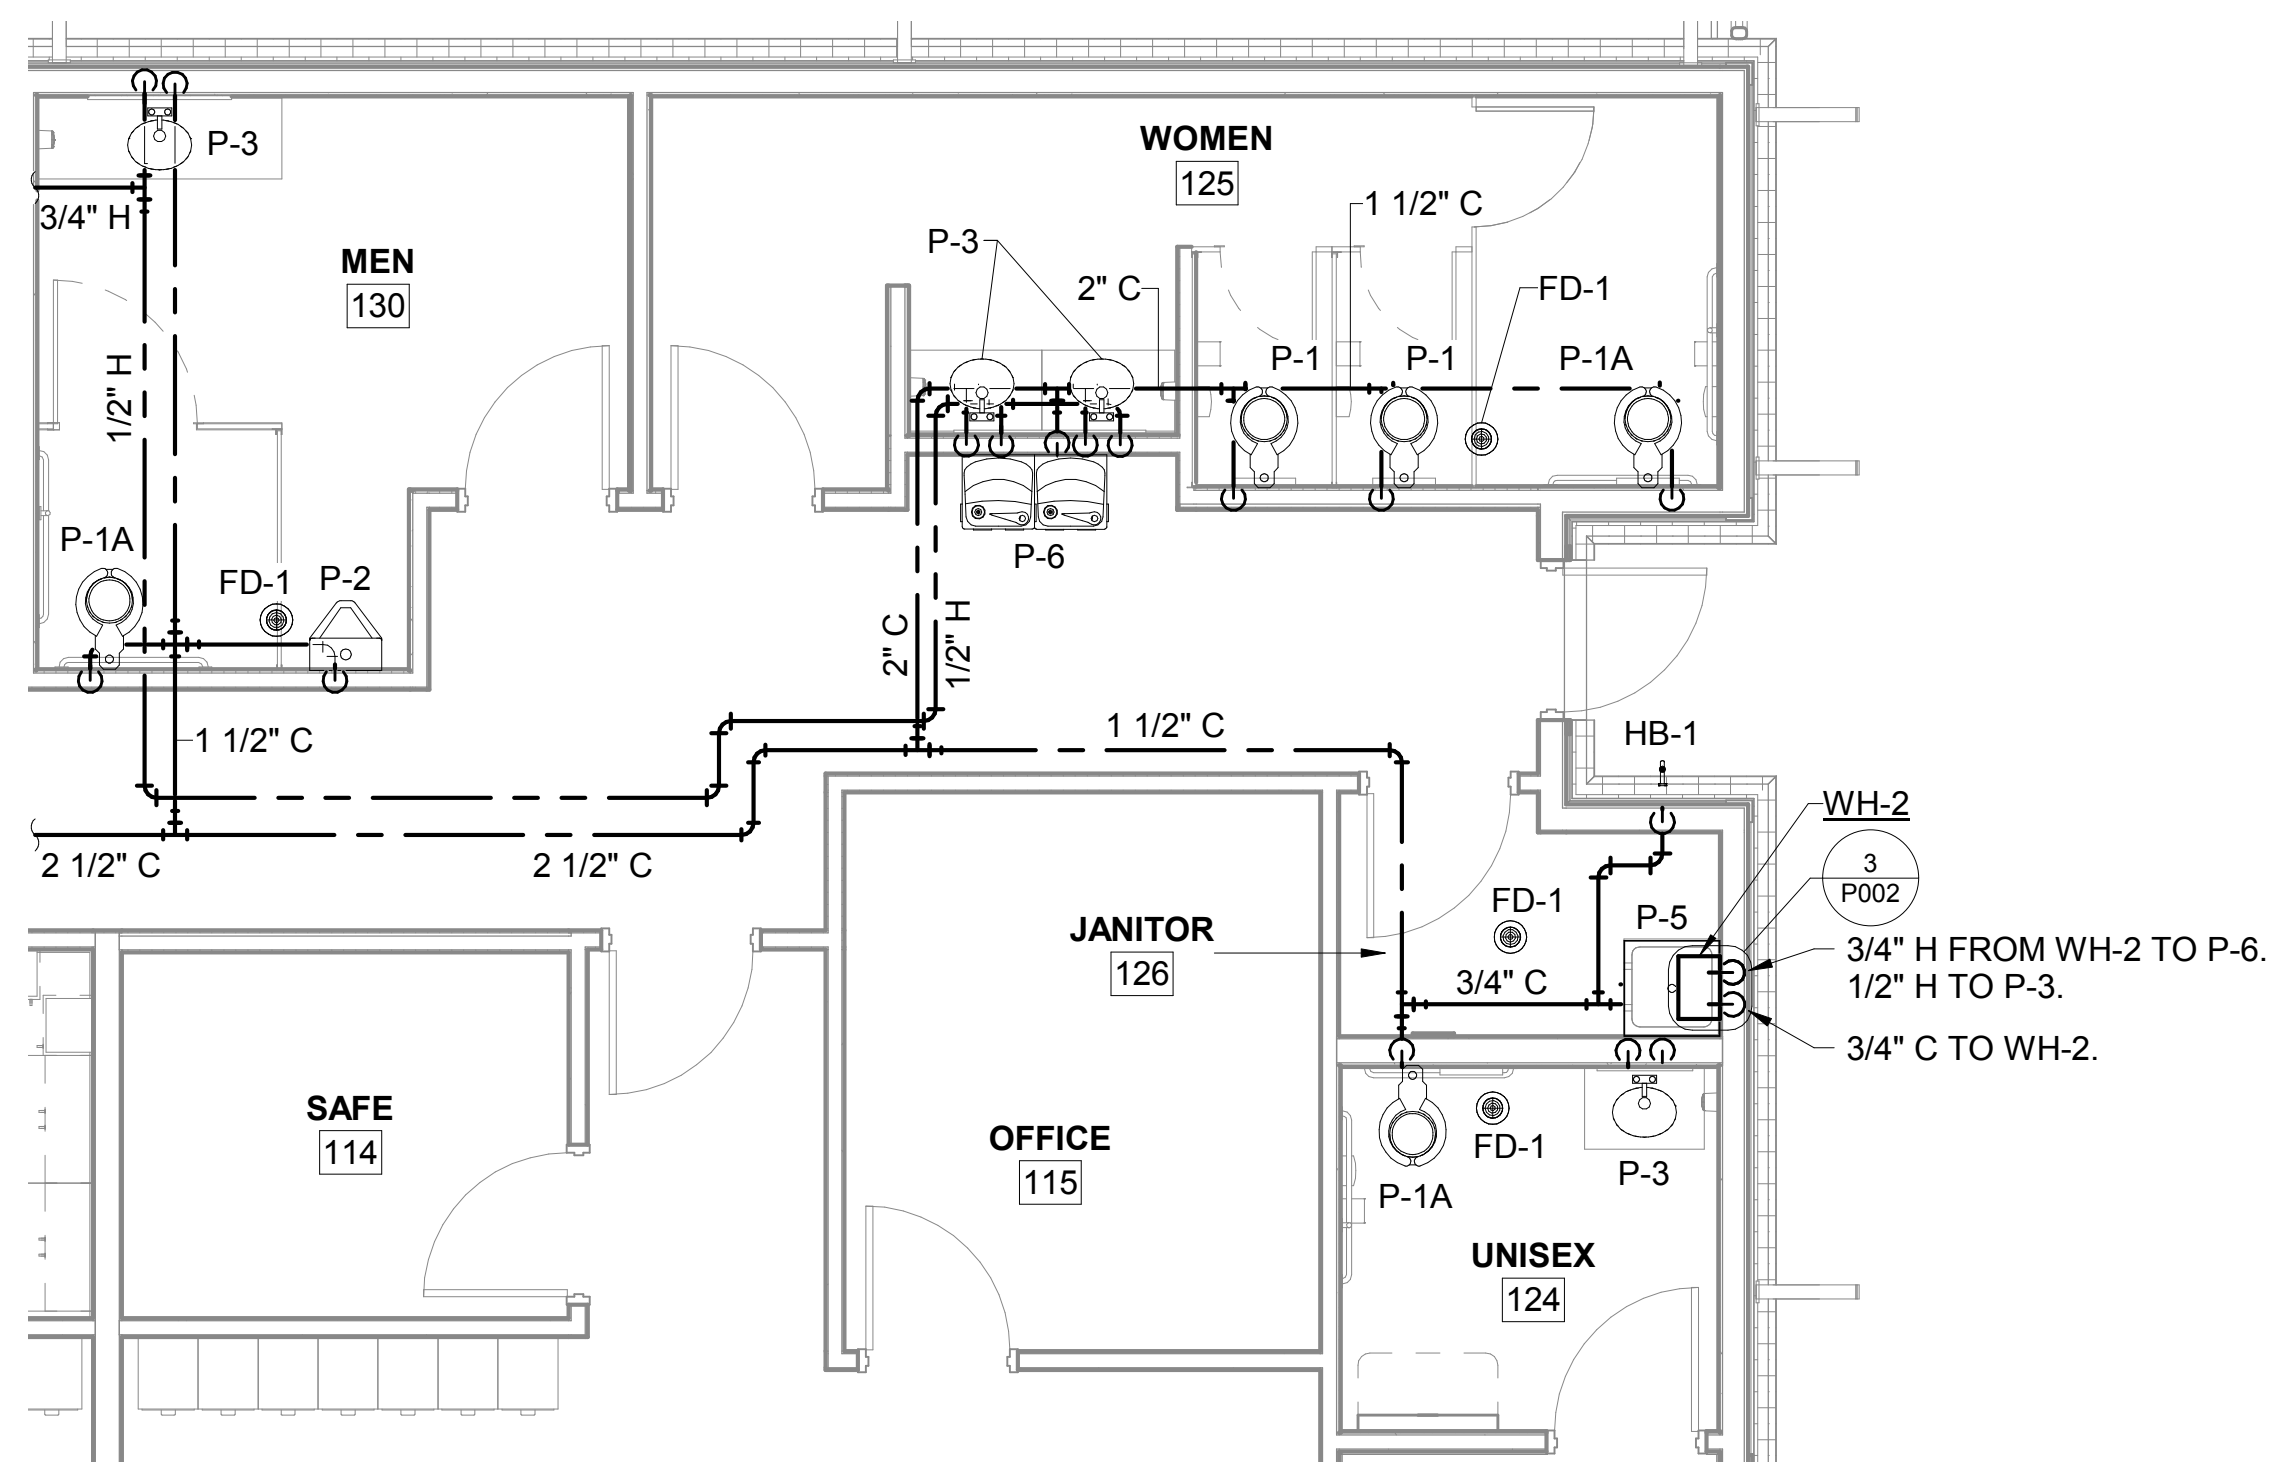 P-3
3/4" H
MEN
130
1/2" H
P-1A
FD-1
P-2
1 1/2" C
2 1/2" C
2 1/2" C
WOMEN
125
1 1/2" C
P-3
2" C
FD-1
P-1
P-1
P-1A
P-6
2" C
1/2" H
1 1/2" C
HB-1
WH-2
3
P002
FD-1
P-5
JANITOR
126
3/4" C
3/4" H FROM WH-2 TO P-6.
1/2" H TO P-3.
3/4" C TO WH-2.
SAFE
114
OFFICE
115
FD-1
P-1A
P-3
UNISEX
124